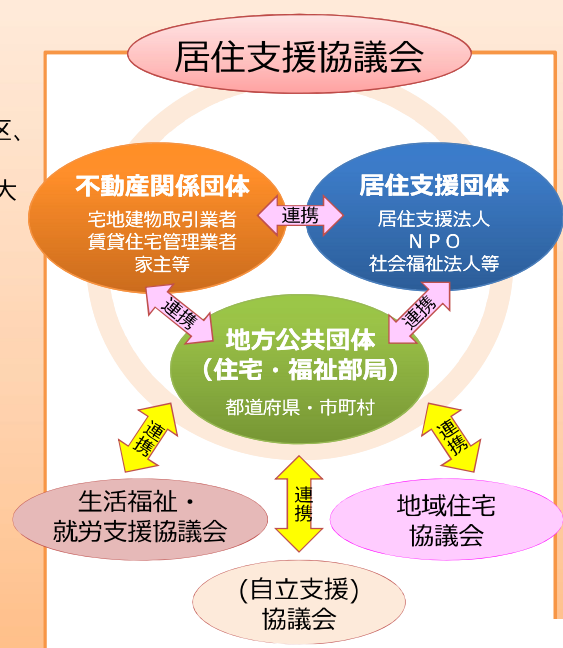 居住支援協議会
区、
大
不動産関係団体
宅地建物取引業者
賃貸住宅管理業者
家主等
連携
居住支援団体
居住支援法人
ＮＰＯ
社会福祉法人等
連携
連携
地方公共団体
（住宅・福祉部局）
都道府県・市町村
連携
連携
連携
生活福祉・
就労支援協議会
地域住宅
協議会
(自立支援)
協議会